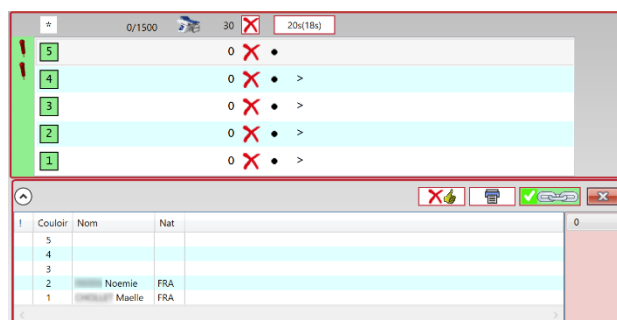 * 0/1500 30 20s(18s)
5 0
4 0 >
3 0 >
2 0 >
1 0 >
! Couloir Nom Nat 0
5
4
3
2 Noemie FRA
1 Maelle FRA